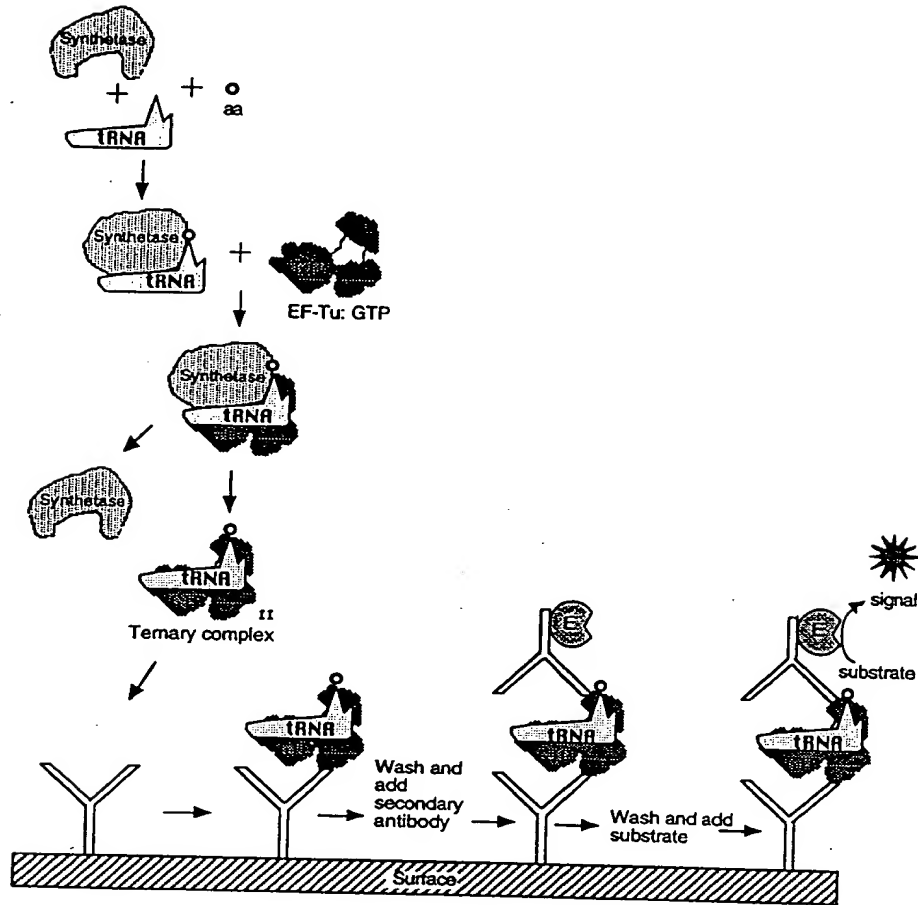 Synthetase
+ + aa
tRNA
Synthetase
+
tRNA
EF-Tu: GTP
Synthetase
tRNA
Synthetase
tRNA
II
Ternary complex
signal
E
E
substrate
tRNA
tRNA
tRNA
Wash and
add
secondary
antibody
Wash and add
substrate
Surface